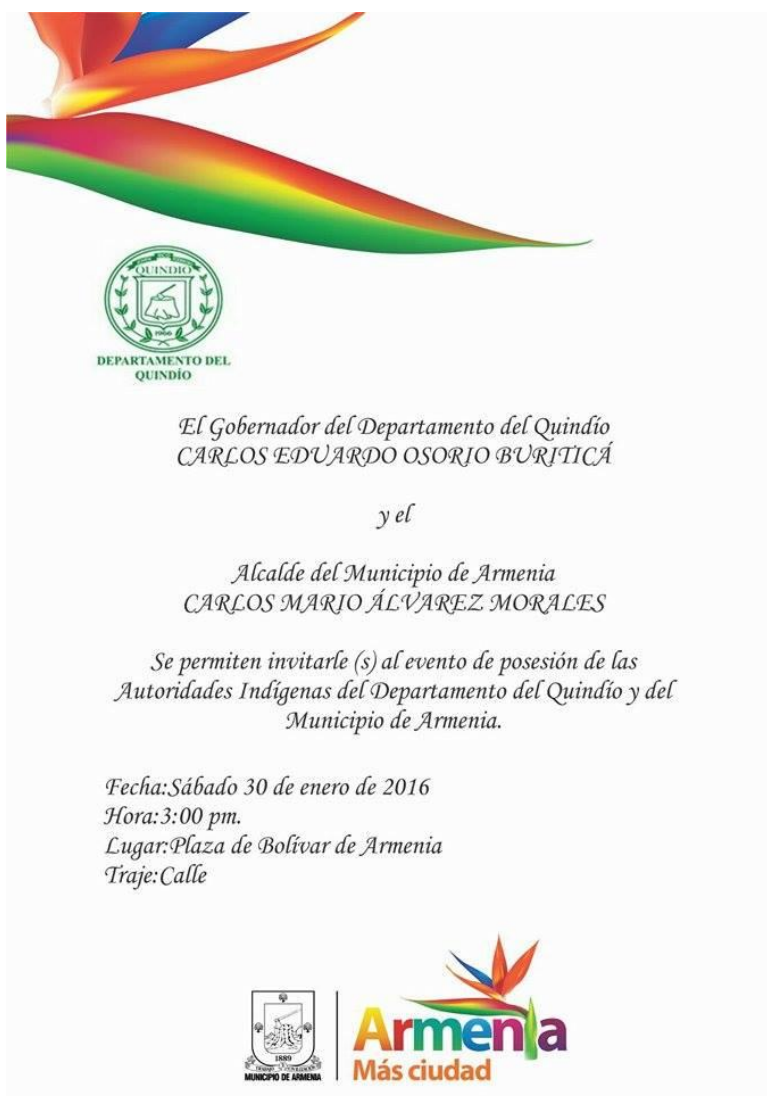 QUINDIO
1966
DEPARTAMENTO DEL
QUINDÍO
El Gobernador del Departamento del Quindío
CARLOS EDUARDO OSORIO BURITICÁ
y el
Alcalde del Municipio de Armenia
CARLOS MARIO ÁLVAREZ MORALES
Se permiten invitarle (s) al evento de posesión de las
Autoridades Indígenas del Departamento del Quindío y del
Municipio de Armenia.
Fecha:Sábado 30 de enero de 2016
Hora:3:00 pm.
Lugar:Plaza de Bolívar de Armenia
Traje:Calle
1889
MUNICIPIO DE ARMENIA
Armenia
Más ciudad